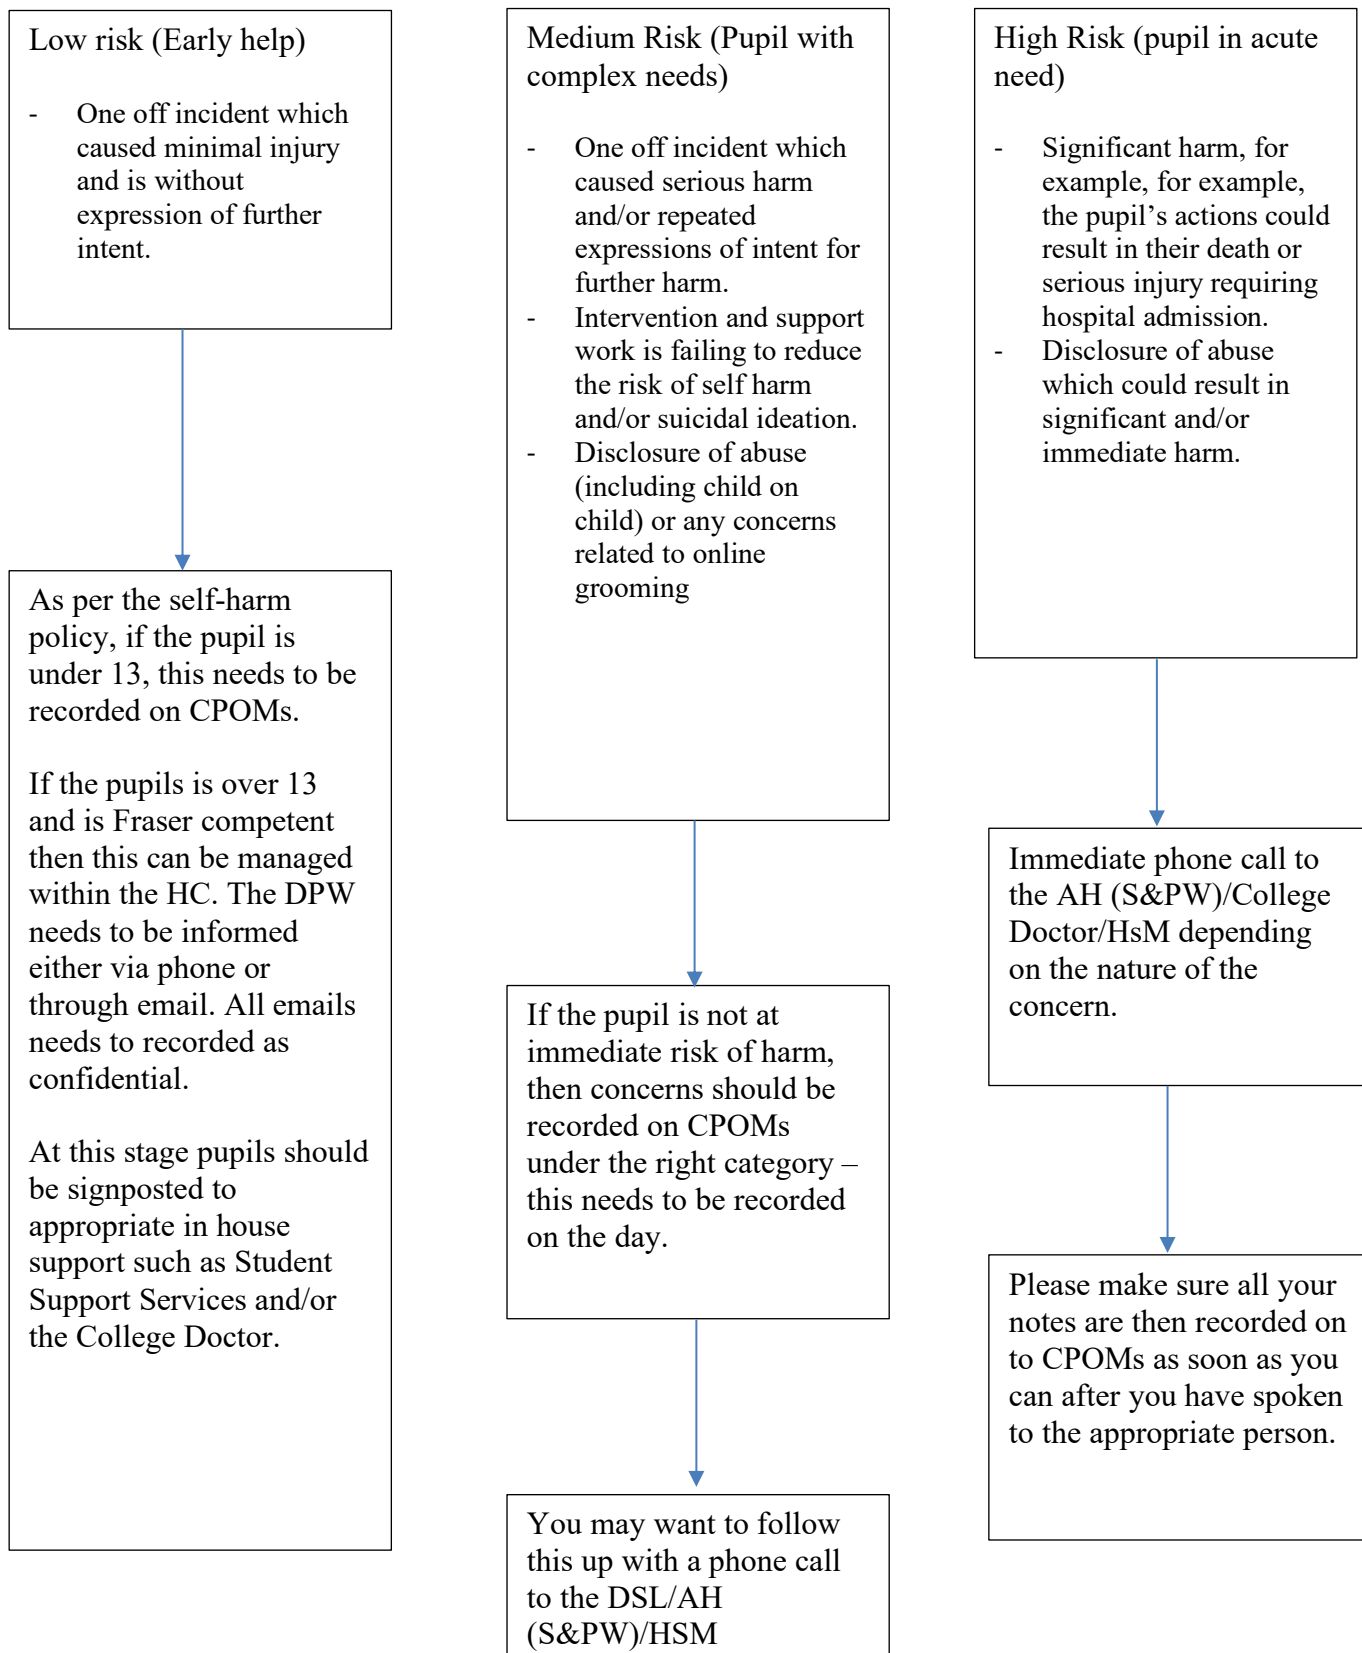 Low risk (Early help)
- One off incident which
caused minimal injury
and is without
expression of further
intent.
As per the self-harm
policy, if the pupil is
under 13, this needs to be
recorded on CPOMs.
If the pupils is over 13
and is Fraser competent
then this can be managed
within the HC. The DPW
needs to be informed
either via phone or
through email. All emails
needs to recorded as
confidential.
At this stage pupils should
be signposted to
appropriate in house
support such as Student
Support Services and/or
the College Doctor.
Medium Risk (Pupil with
complex needs)
- One off incident which
caused serious harm
and/or repeated
expressions of intent for
further harm.
- Intervention and support
work is failing to reduce
the risk of self harm
and/or suicidal ideation.
- Disclosure of abuse
(including child on
child) or any concerns
related to online
grooming
If the pupil is not at
immediate risk of harm,
then concerns should be
recorded on CPOMs
under the right category –
this needs to be recorded
on the day.
You may want to follow
this up with a phone call
to the DSL/AH
(S&PW)/HSM
High Risk (pupil in acute
need)
- Significant harm, for
example, for example,
the pupil’s actions could
result in their death or
serious injury requiring
hospital admission.
- Disclosure of abuse
which could result in
significant and/or
immediate harm.
Immediate phone call to
the AH (S&PW)/College
Doctor/HsM depending
on the nature of the
concern.
Please make sure all your
notes are then recorded on
to CPOMs as soon as you
can after you have spoken
to the appropriate person.